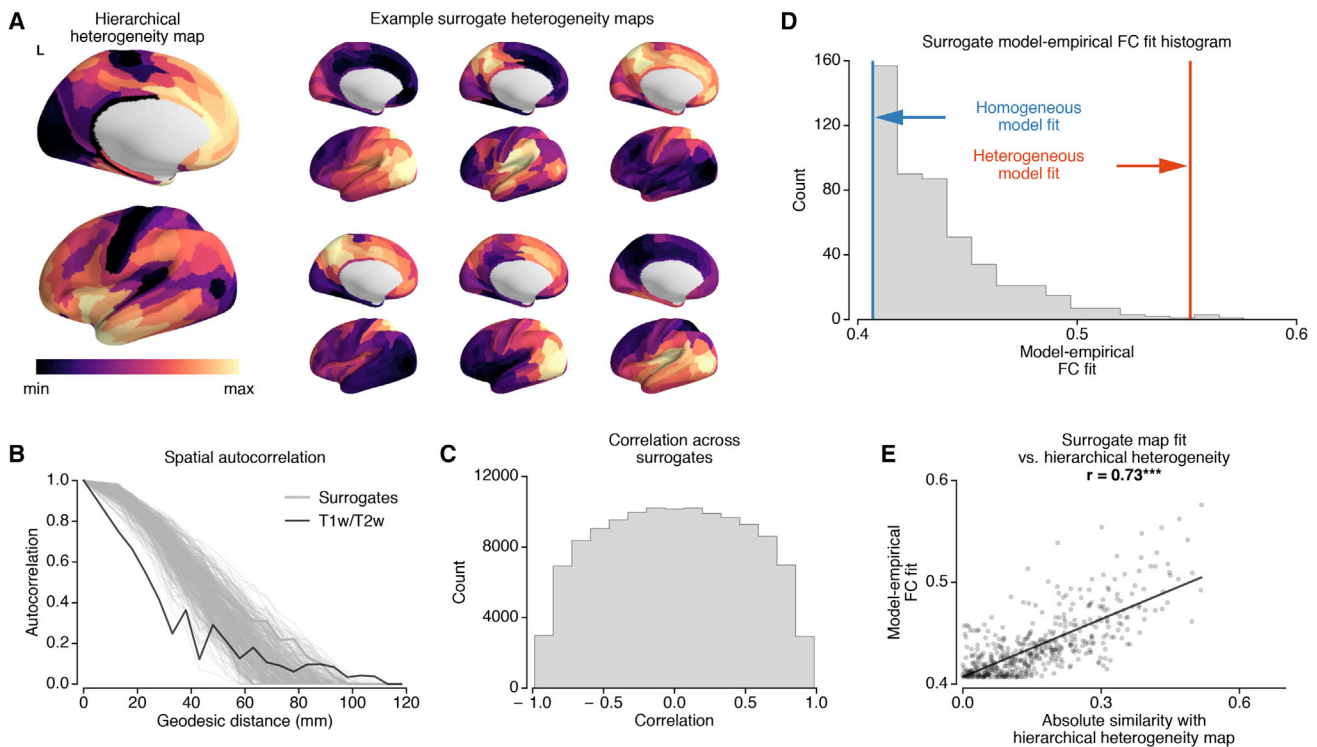 A
Hierarchical
heterogeneity map
L
min
max
Example surrogate heterogeneity maps
D
Surrogate model-empirical FC fit histogram
160
120
80
40
0
Count
Homogeneous
model fit
Heterogeneous
model fit
0.4
0.5
0.6
Model-empirical
FC fit
B
Spatial autocorrelation
1.0
0.8
0.6
0.4
0.2
0.0
Autocorrelation
Surrogates
T1w/T2w
0
20
40
60
80
100
120
Geodesic distance (mm)
C
Correlation across
surrogates
12000
8000
4000
0
Count
− 1.0
− 0.5
0.0
0.5
1.0
Correlation
E
Surrogate map fit
vs. hierarchical heterogeneity
r = 0.73***
0.6
0.5
0.4
Model-empirical
FC fit
0.0
0.3
0.6
Absolute similarity with
hierarchical heterogeneity map